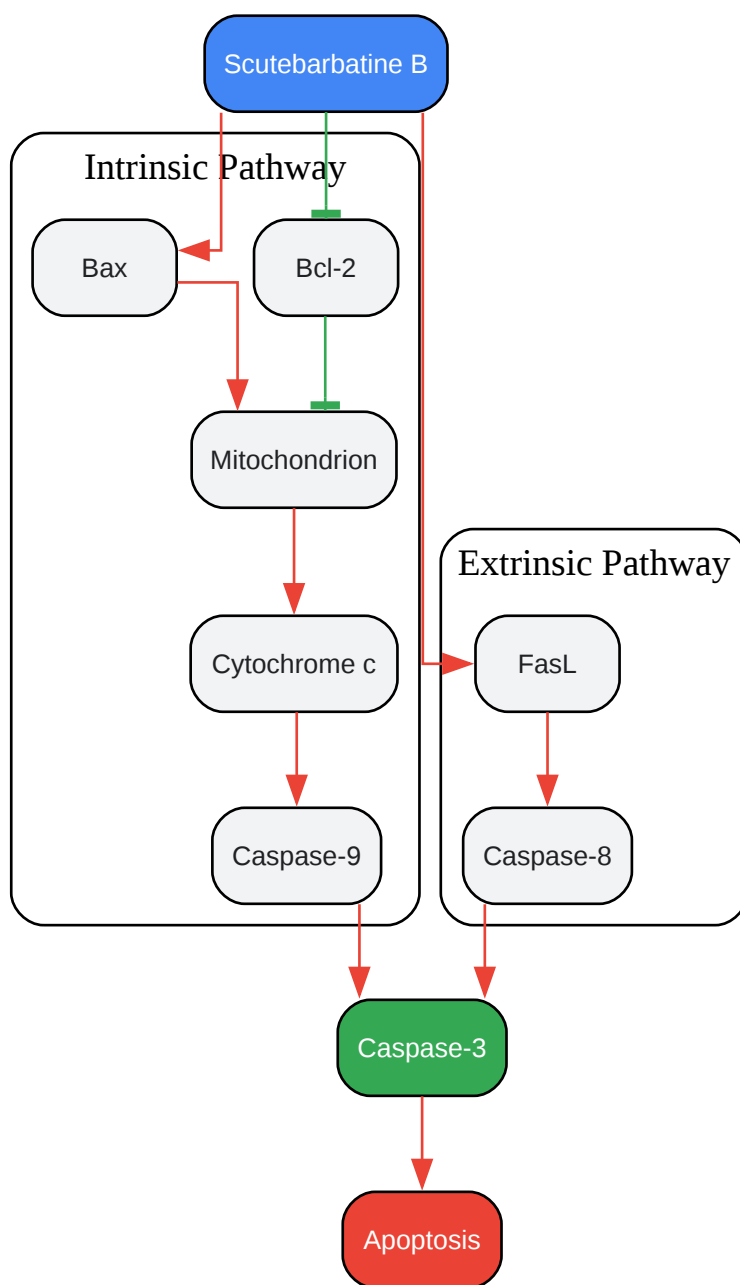 Scutebarbatine B
Intrinsic Pathway
Bax
Bcl-2
Mitochondrion
Extrinsic Pathway
Cytochrome c
FasL
Caspase-9
Caspase-8
Caspase-3
Apoptosis